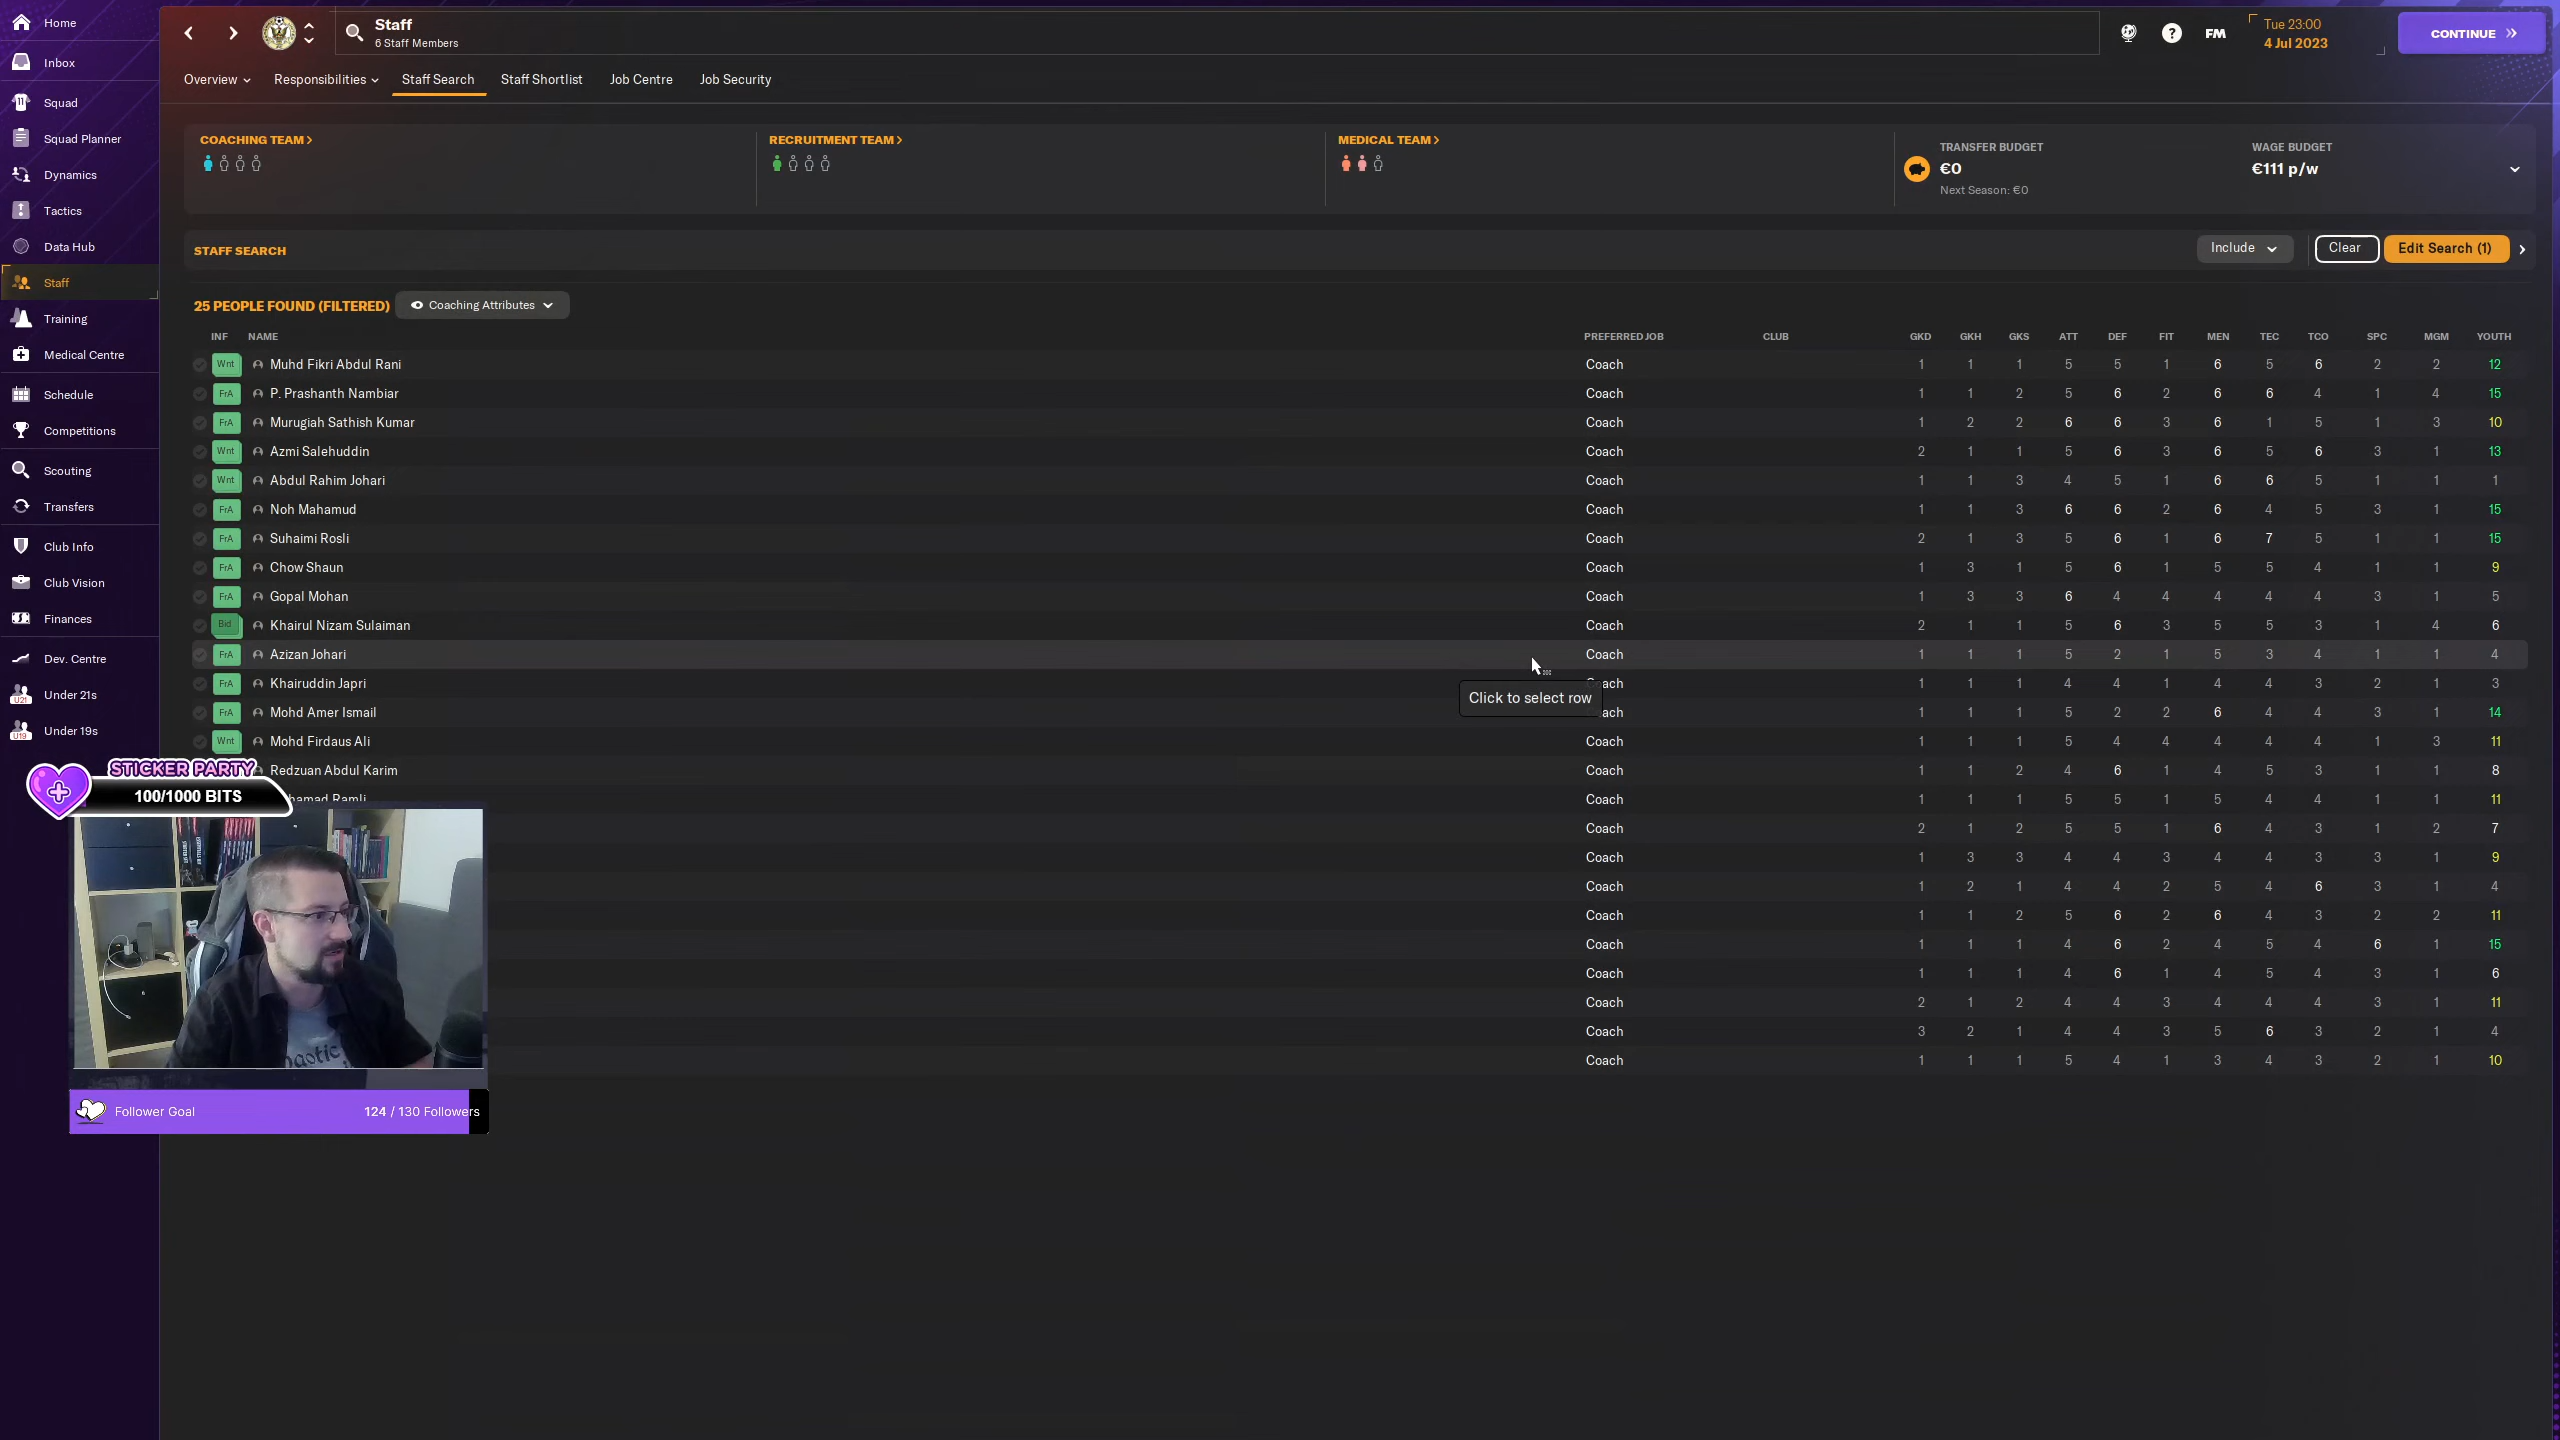 Home
Inbox
Squad
Squad Planner
Dynamics
Tactics
Data Hub
Staff
Training
Medical Centre
Schedule
Competitions
Scouting
Transfers
Club Info
Club Vision
Finances
Dev. Centre
Under 21s
Under 19s
Staff
6 Staff Members
FM
Tue 23:00
4 Jul 2023
CONTINUE
Overview Responsibilities Staff Search Staff Shortlist Job Centre Job Security
COACHING TEAM RECRUITMENT TEAM MEDICAL TEAM
TRANSFER BUDGET WAGE BUDGET
€0 €111 p/w
Next Season: €0
STAFF SEARCH Include Clear Edit Search (1)
25 PEOPLE FOUND (FILTERED) Coaching Attributes
INF NAME PREFERRED JOB CLUB GKD GKH GKS ATT DEF FIT MEN TEC TCO SPC MGM YOUTH
Wnt Muhd Fikri Abdul Rani Coach 1 1 1 5 5 1 6 5 6 2 2 12
FrA P. Prashanth Nambiar Coach 1 1 2 5 6 2 6 6 4 1 4 15
FrA Murugiah Sathish Kumar Coach 1 2 2 6 6 3 6 1 5 1 3 10
Wnt Azmi Salehuddin Coach 2 1 1 5 6 3 6 5 6 3 1 13
Wnt Abdul Rahim Johari Coach 1 1 3 4 5 1 6 6 5 1 1 1
FrA Noh Mahamud Coach 1 1 3 6 6 2 6 4 5 3 1 15
FrA Suhaimi Rosli Coach 2 1 3 5 6 1 6 7 5 1 1 15
FrA Chow Shaun Coach 1 3 1 5 6 1 5 5 4 1 1 9
FrA Gopal Mohan Coach 1 3 3 6 4 4 4 4 4 3 1 5
Bid Khairul Nizam Sulaiman Coach 2 1 1 5 6 3 5 5 3 1 4 6
FrA Azizan Johari Coach 1 1 1 5 2 1 5 3 4 1 1 4
FrA Khairuddin Japri ach 1 1 1 4 4 1 4 4 3 2 1 3
Click to select row
FrA Mohd Amer Ismail ach 1 1 1 5 2 2 6 4 4 3 1 14
Wnt Mohd Firdaus Ali Coach 1 1 1 5 4 4 4 4 4 1 3 11
Redzuan Abdul Karim Coach 1 1 2 4 6 1 4 5 3 1 1 8
hamad Ramli Coach 1 1 1 5 5 1 5 4 4 1 1 11
Coach 2 1 2 5 5 1 6 4 3 1 2 7
Coach 1 3 3 4 4 3 4 4 3 3 1 9
Coach 1 2 1 4 4 2 5 4 6 3 1 4
Coach 1 1 2 5 6 2 6 4 3 2 2 11
Coach 1 1 1 4 6 2 4 5 4 6 1 15
Coach 1 1 1 4 6 1 4 5 4 3 1 6
Coach 2 1 2 4 4 3 4 4 4 3 1 11
Coach 3 2 1 4 4 3 5 6 3 2 1 4
Coach 1 1 1 5 4 1 3 4 3 2 1 10
STICKER PARTY
100/1000 BITS
Follower Goal 124 / 130 Followers